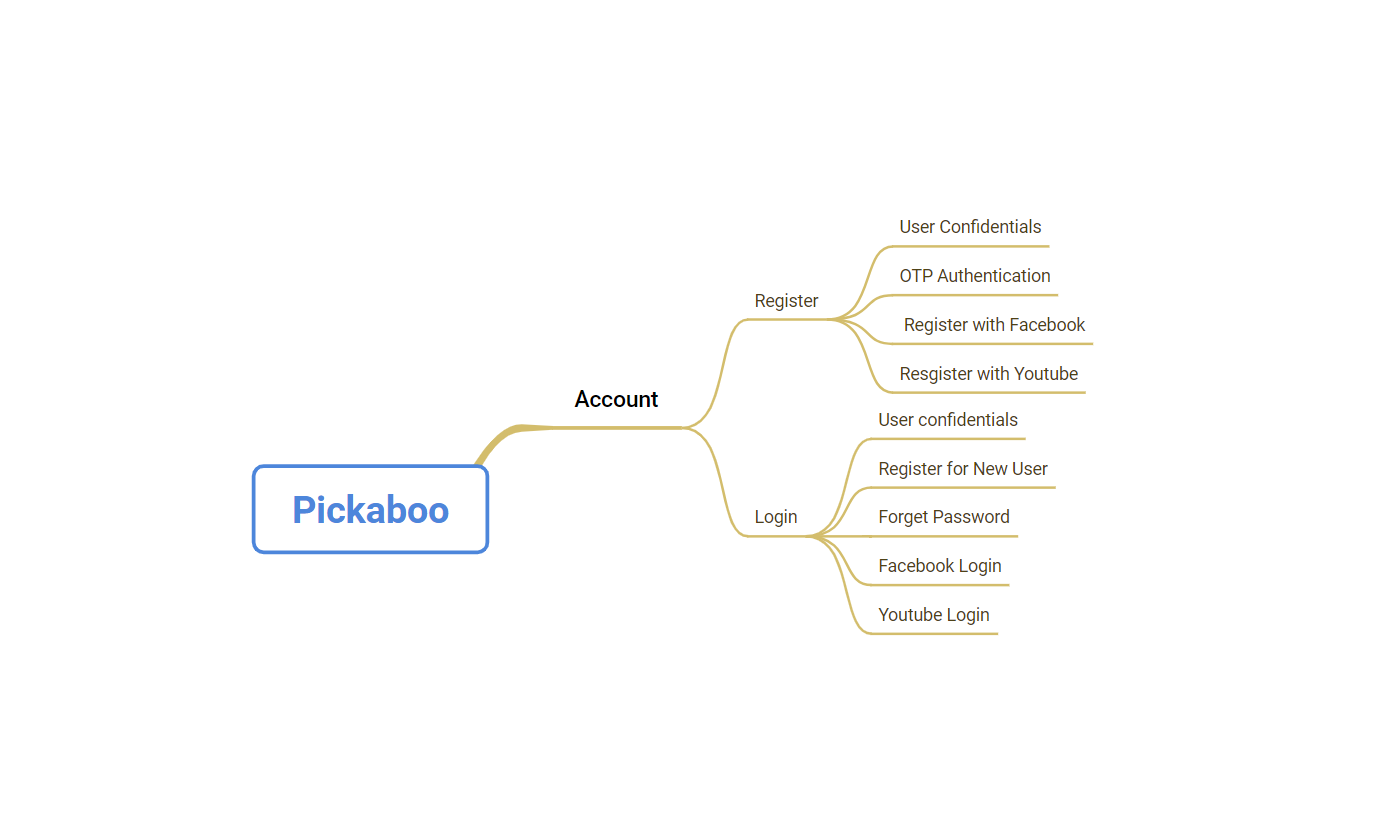 Pickaboo
Account
Register
User Confidentials
OTP Authentication
Register with Facebook
Resgister with Youtube
Login
User confidentials
Register for New User
Forget Password
Facebook Login
Youtube Login